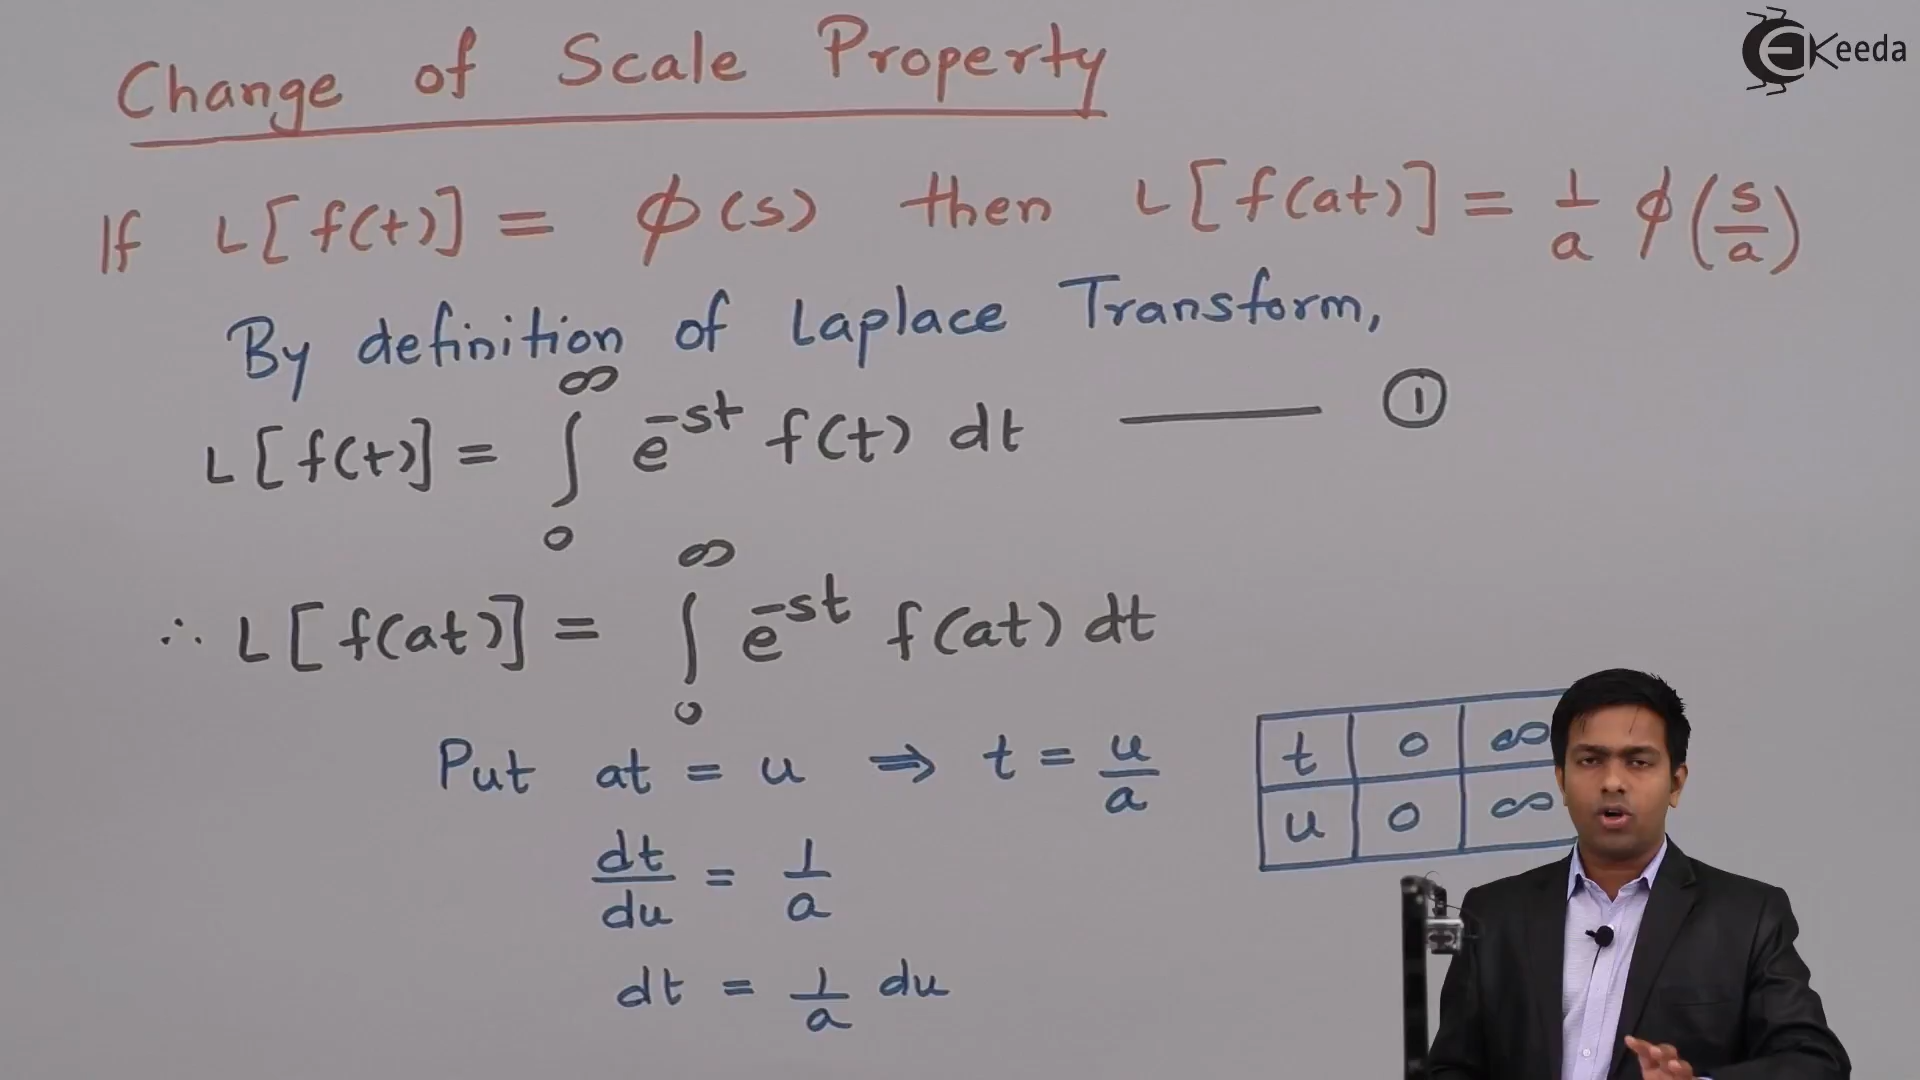 Change of Scale Property
EKeeda
If L[f(t)] = ϕ(s) then L[f(at)] = 1/a ϕ(s/a)
By definition of Laplace Transform,
L[f(t)] = ∫₀^∞ e^-st f(t) dt ——— ①
∴ L[f(at)] = ∫₀^∞ e^-st f(at) dt
Put at = u ⇒ t = u/a
t 0 ∞
u 0 ∞
dt/du = 1/a
dt = 1/a du